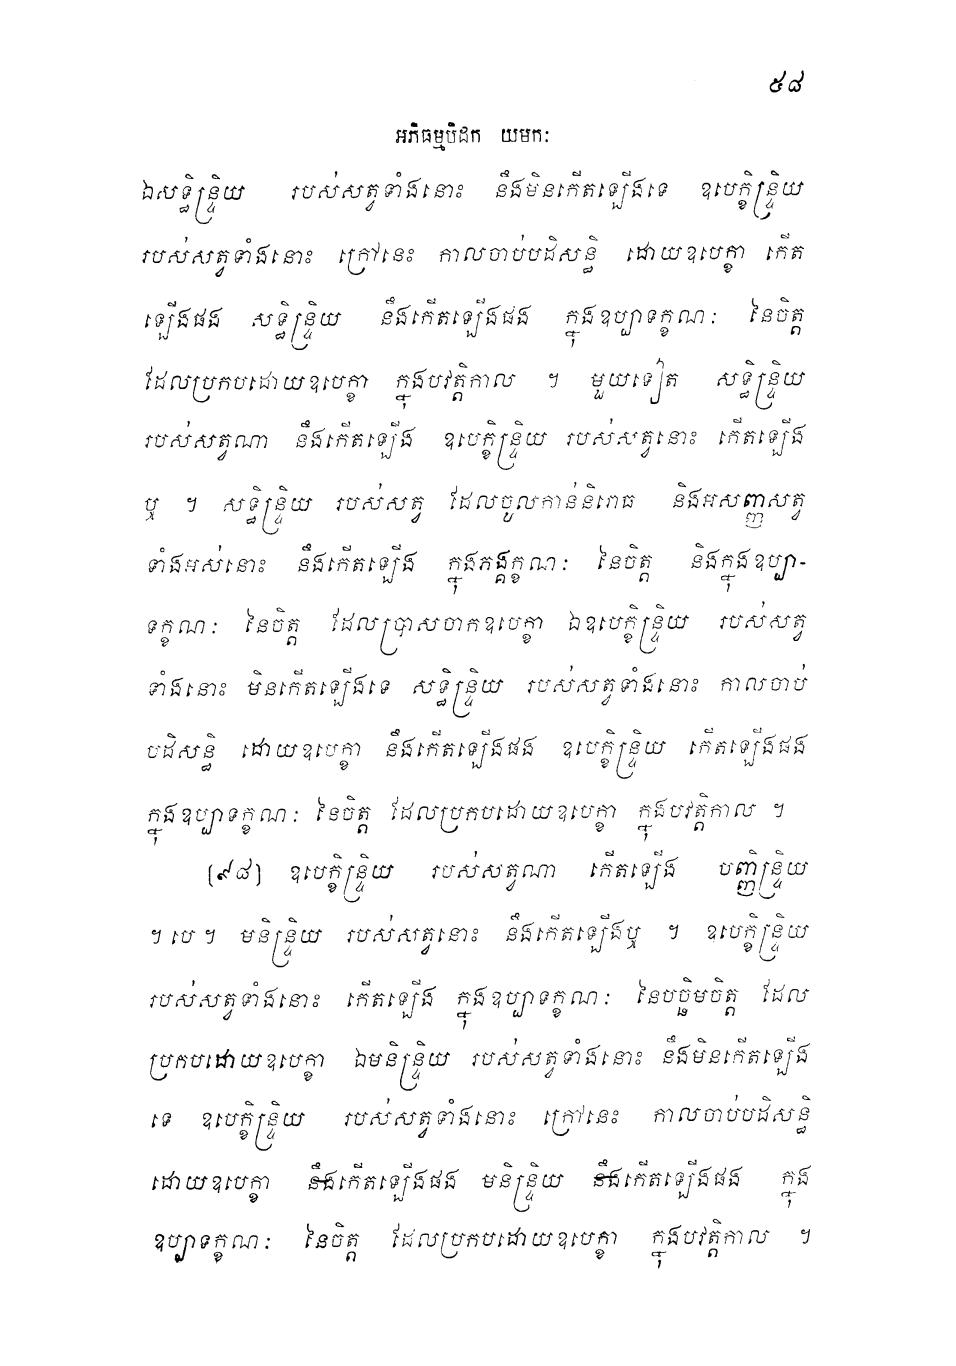 ៥៨
អភិធម្មបិដក យមកៈ
ឯសទ្ធិន្ទ្រិយ របស់សត្វទាំងនោះ នឹងមិនកើតឡើងទេ ឧបេក្ខិន្ទ្រិយ
របស់សត្វទាំងនោះ ក្រៅនេះ កាលចាប់បដិសន្ធិ ដោយឧបេក្ខា កើត
ឡើងផង សទ្ធិន្ទ្រិយ នឹងកើតឡើងផង ក្នុងឧប្បាទក្ខណៈ នៃចិត្ត
ដែលប្រកបដោយឧបេក្ខា ក្នុងបវត្តិកាល ។ មួយទៀត សទ្ធិន្ទ្រិយ
របស់សត្វណា នឹងកើតឡើង ឧបេក្ខិន្ទ្រិយ របស់សត្វនោះ កើតឡើង
ឬ ។ សទ្ធិន្ទ្រិយ របស់សត្វ ដែលចូលកាន់និរោធ និងអសញ្ញសត្វ
ទាំងអស់នោះ នឹងកើតឡើង ក្នុងភង្គក្ខណៈ នៃចិត្ត និងក្នុងឧប្បា-
ទក្ខណៈ នៃចិត្ត ដែលប្រាសចាកឧបេក្ខា ឯឧបេក្ខិន្ទ្រិយ របស់សត្វ
ទាំងនោះ មិនកើតឡើងទេ សទ្ធិន្ទ្រិយ របស់សត្វទាំងនោះ កាលចាប់
បដិសន្ធិ ដោយឧបេក្ខា នឹងកើតឡើងផង ឧបេក្ខិន្ទ្រិយ កើតឡើងផង
ក្នុងឧប្បាទក្ខណៈ នៃចិត្ត ដែលប្រកបដោយឧបេក្ខា ក្នុងបវត្តិកាល ។
[៩៨] ឧបេក្ខិន្ទ្រិយ របស់សត្វណា កើតឡើង បញ្ញិន្ទ្រិយ
។ បេ ។ មនិន្ទ្រិយ របស់សត្វនោះ នឹងកើតឡើងឬ ។ ឧបេក្ខិន្ទ្រិយ
របស់សត្វទាំងនោះ កើតឡើង ក្នុងឧប្បាទក្ខណៈ នៃបច្ឆិមចិត្ត ដែល
ប្រកបដោយឧបេក្ខា ឯមនិន្ទ្រិយ របស់សត្វទាំងនោះ នឹងមិនកើតឡើង
ទេ ឧបេក្ខិន្ទ្រិយ របស់សត្វទាំងនោះ ក្រៅនេះ កាលចាប់បដិសន្ធិ
ដោយឧបេក្ខា នឹងកើតឡើងផង មនិន្ទ្រិយ នឹងកើតឡើងផង ក្នុង
ឧប្បាទក្ខណៈ នៃចិត្ត ដែលប្រកបដោយឧបេក្ខា ក្នុងបវត្តិកាល ។